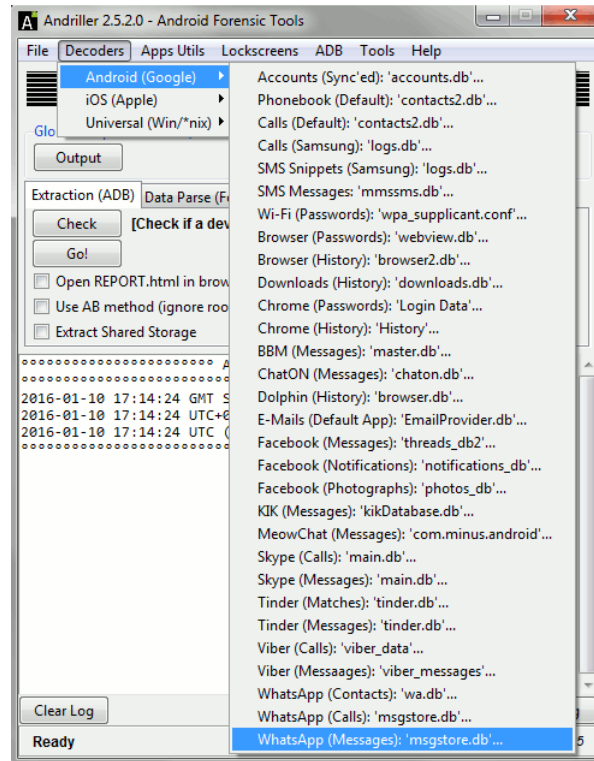 Andriller 2.5.2.0 - Android Forensic Tools
File Decoders Apps Utils Lockscreens ADB Tools Help
Android (Google)
iOS (Apple)
Universal (Win/*nix)
Accounts (Sync'ed): 'accounts.db'...
Phonebook (Default): 'contacts2.db'...
Calls (Default): 'contacts2.db'...
Calls (Samsung): 'logs.db'...
SMS Snippets (Samsung): 'logs.db'...
SMS Messages: 'mmssms.db'...
Wi-Fi (Passwords): 'wpa_supplicant.conf'...
Browser (Passwords): 'webview.db'...
Browser (History): 'browser2.db'...
Downloads (History): 'downloads.db'...
Chrome (Passwords): 'Login Data'...
Chrome (History): 'History'...
BBM (Messages): 'master.db'...
ChatON (Messages): 'chaton.db'...
Dolphin (History): 'browser.db'...
E-Mails (Default App): 'EmailProvider.db'...
Facebook (Messages): 'threads_db2'...
Facebook (Notifications): 'notifications_db'...
Facebook (Photographs): 'photos_db'...
KIK (Messages): 'kikDatabase.db'...
MeowChat (Messages): 'com.minus.android'...
Skype (Calls): 'main.db'...
Skype (Messages): 'main.db'...
Tinder (Matches): 'tinder.db'...
Tinder (Messages): 'tinder.db'...
Viber (Calls): 'viber_data'...
Viber (Messaages): 'viber_messages'...
WhatsApp (Contacts): 'wa.db'...
WhatsApp (Calls): 'msgstore.db'...
WhatsApp (Messages): 'msgstore.db'...
Glo
Output
Extraction (ADB) Data Parse (F
Check [Check if a dev
Go!
Open REPORT.html in brow
Use AB method (ignore roo
Extract Shared Storage
A
2016-01-10 17:14:24 GMT S
2016-01-10 17:14:24 UTC+0
2016-01-10 17:14:24 UTC (
Clear Log
Ready
5